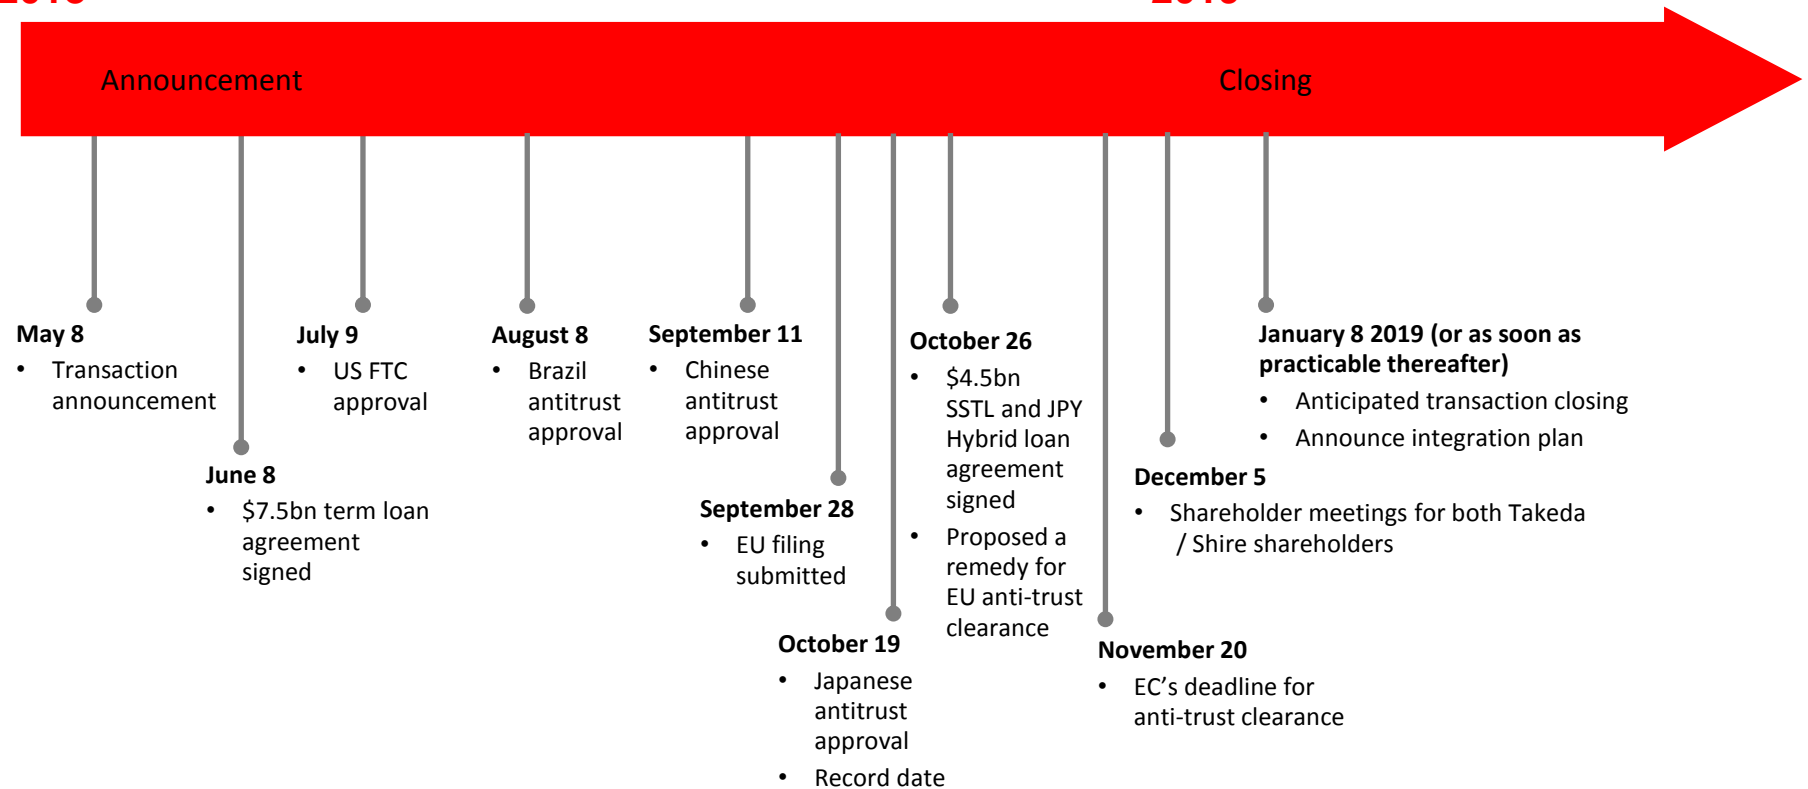 Announcement
Closing
May 8
• Transaction
announcement
June 8
• $7.5bn term loan
agreement
signed
July 9
• US FTC
approval
August 8
• Brazil
antitrust
approval
September 11
• Chinese
antitrust
approval
September 28
• EU filing
submitted
October 19
• Japanese
antitrust
approval
• Record date
October 26
• $4.5bn
SSTL and JPY
Hybrid loan
agreement
signed
• Proposed a
remedy for
EU anti-trust
clearance
November 20
• EC’s deadline for
anti-trust clearance
December 5
• Shareholder meetings for both Takeda
/ Shire shareholders
January 8 2019 (or as soon as
practicable thereafter)
• Anticipated transaction closing
• Announce integration plan